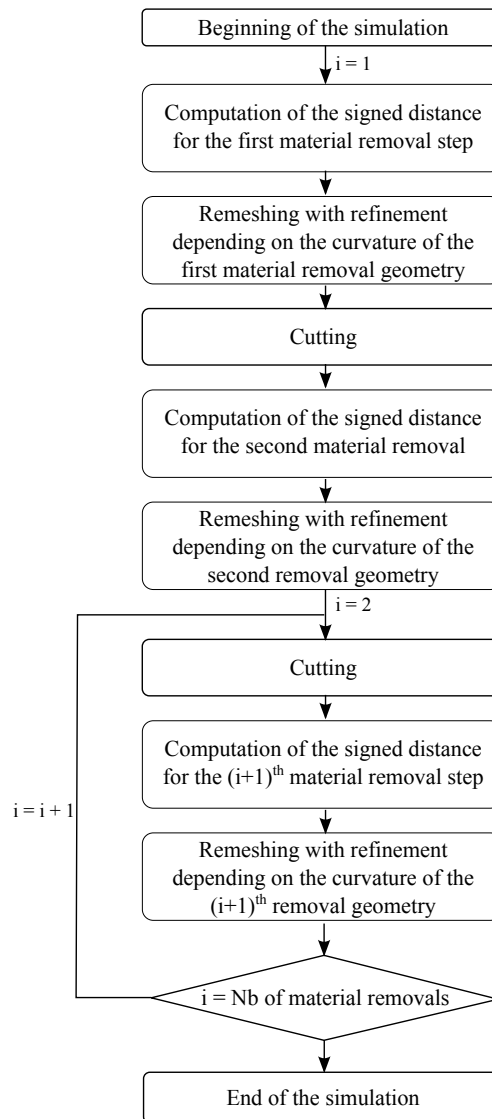 Beginning of the simulation
i = 1
Computation of the signed distance
for the first material removal step
Remeshing with refinement
depending on the curvature of the
first material removal geometry
Cutting
Computation of the signed distance
for the second material removal
Remeshing with refinement
depending on the curvature of the
second removal geometry
i = 2
Cutting
Computation of the signed distance
for the (i+1)th material removal step
i = i + 1
Remeshing with refinement
depending on the curvature of the
(i+1)th removal geometry
i = Nb of material removals
End of the simulation